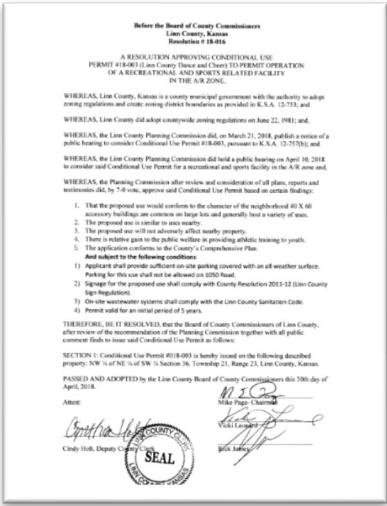 Before the Board of County Commissioners
Linn County, Kansas
Resolution # 18-016
A RESOLUTION APPROVING CONDITIONAL USE
PERMIT #18-003 (Linn County Dance and Cheer) TO PERMIT OPERATION
OF A RECREATIONAL AND SPORTS RELATED FACILITY
IN THE A/R ZONE.
WHEREAS, Linn County, Kansas is a county municipal government with the authority to adopt
zoning regulations and create zoning district boundaries as provided in K.S.A. 12-753; and
WHEREAS, Linn County did adopt countywide zoning regulations on June 22, 1981; and,
WHEREAS, the Linn County Planning Commission did, on March 21, 2018, publish a notice of a
public hearing to consider Conditional Use Permit #18-003, pursuant to K.S.A. 12-757(b); and
WHEREAS, the Linn County Planning Commission did hold a public hearing on April 10, 2018
to consider said Conditional Use Permit for a recreational and sports facility in the A/R zone and,
WHEREAS, the Planning Commission after review and consideration of all plans, reports and
testimonies did, by 7-0 vote, approve said Conditional Use Permit based on certain findings:
1. That the proposed use would conform to the character of the neighborhood 40 X 60
accessory buildings are common on large lots and generally host a variety of uses.
2. The proposed use is similar to uses nearby.
3. The proposed use will not adversely affect nearby property.
4. There is relative gain to the public welfare in providing athletic training to youth.
5. The application conforms to the County's Comprehensive Plan.
And subject to the following conditions:
1) Applicant shall provide sufficient on-site parking covered with an all-weather surface.
Parking for this use shall not be allowed on 1050 Road.
2) Signage for the proposed use shall comply with County Resolution 2011-12 (Linn County
Sign Regulation).
3) On-site wastewater systems shall comply with the Linn County Sanitation Code.
4) Permit valid for an initial period of 5 years.
THEREFORE, BE IT RESOLVED, that the Board of County Commissioners of Linn County,
after review of the recommendation of the Planning Commission together with all public
comment finds to issue said Conditional Use Permit as follows:
SECTION 1: Conditional Use Permit #018-003 is hereby issued on the following described
property: NW ¼ of NE ¼ of SW ¼ Section 36, Township 21, Range 23, Linn County, Kansas.
PASSED AND ADOPTED by the Linn County Board of County Commissioners this 30th day of
April, 2018.
Attest:
Mike Page- Chairman
Vicki Leonard
Cindy Holt, Deputy County Clerk
Rick James
COUNTY CLERK
SEAL
LINN COUNTY KANSAS